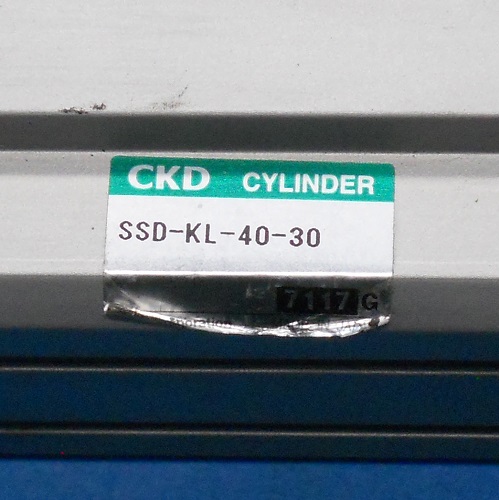 CKD CYLINDER
SSD-KL-40-30
7117 G